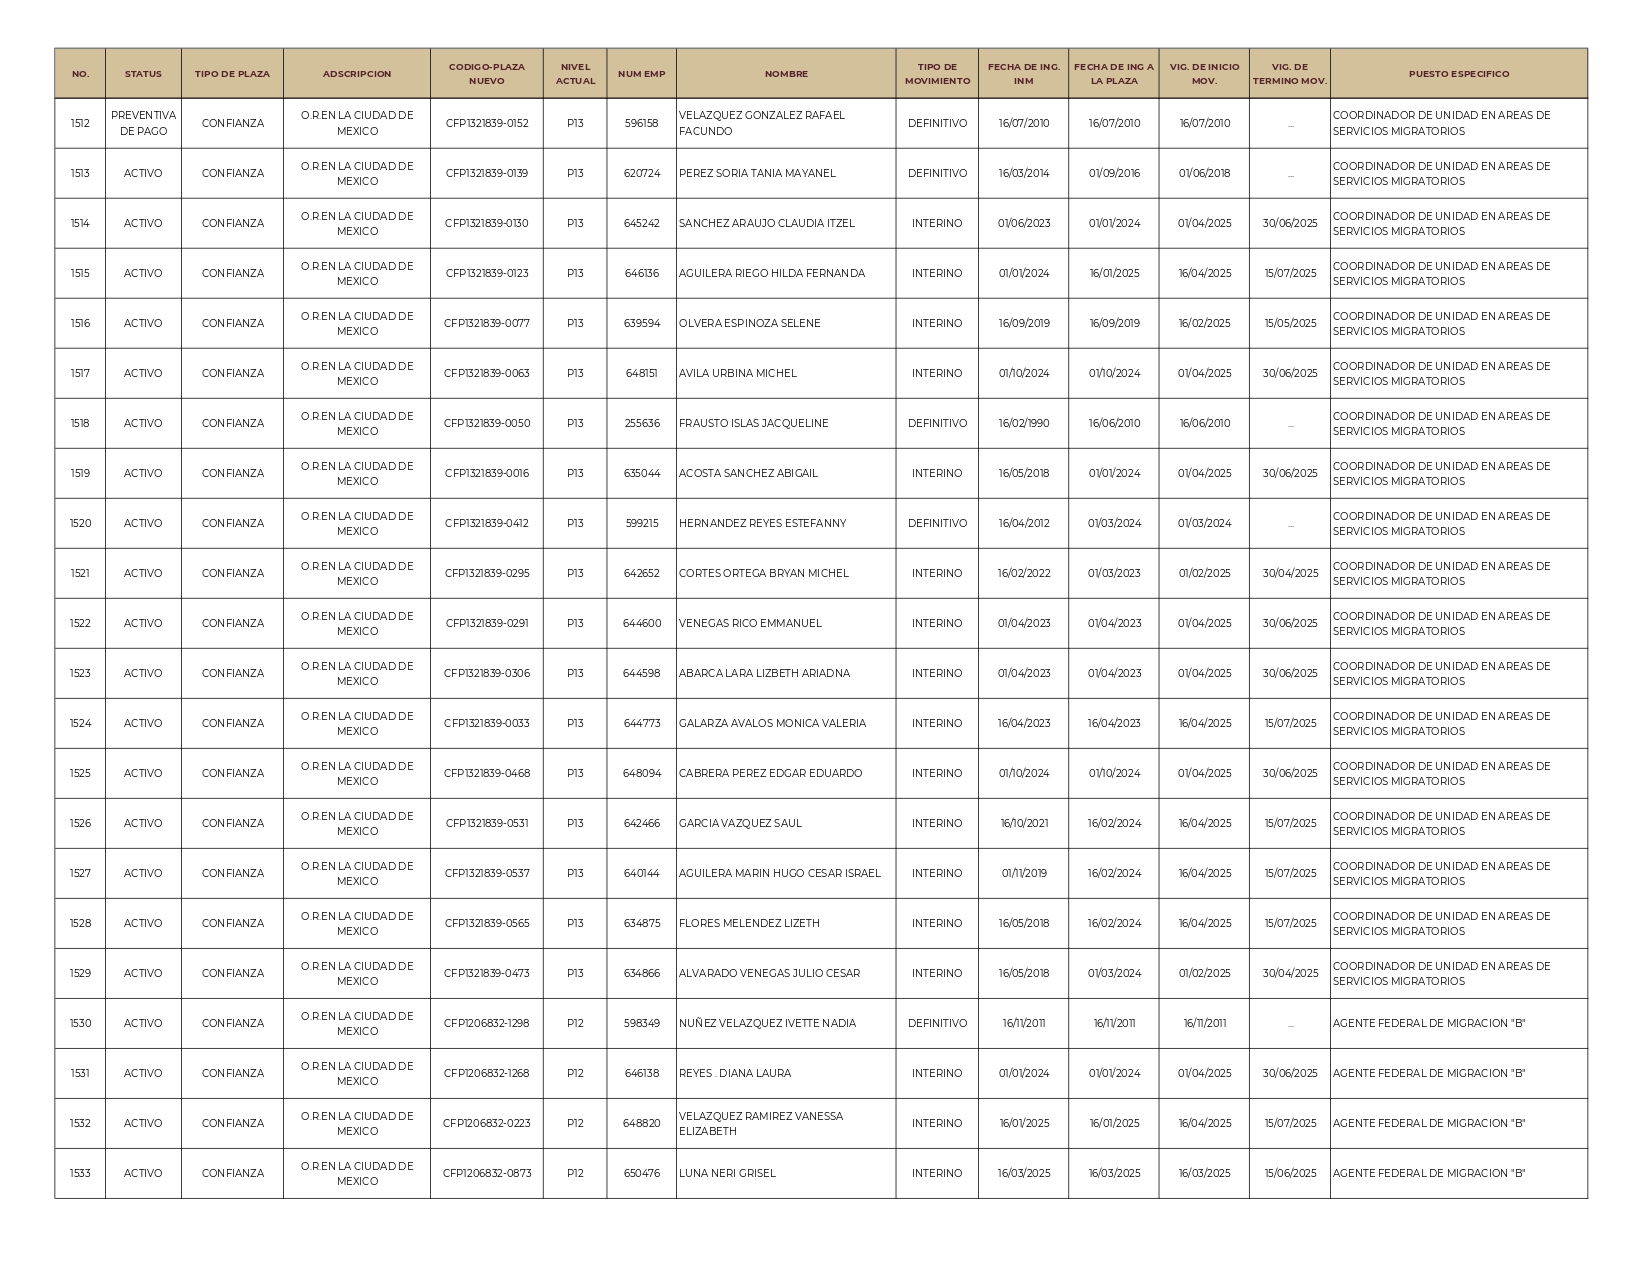 NO. STATUS TIPO DE PLAZA ADSCRIPCION CODIGO-PLAZA NUEVO NIVEL ACTUAL NUM EMP NOMBRE TIPO DE MOVIMIENTO FECHA DE ING. INM FECHA DE ING A LA PLAZA VIG. DE INICIO MOV. VIG. DE TERMINO MOV. PUESTO ESPECIFICO
1512 PREVENTIVA DE PAGO CONFIANZA O.R.EN LA CIUDAD DE MEXICO CFP1321839-0152 P13 596158 VELAZQUEZ GONZALEZ RAFAEL FACUNDO DEFINITIVO 16/07/2010 16/07/2010 16/07/2010 ... COORDINADOR DE UNIDAD EN AREAS DE SERVICIOS MIGRATORIOS
1513 ACTIVO CONFIANZA O.R.EN LA CIUDAD DE MEXICO CFP1321839-0139 P13 620724 PEREZ SORIA TANIA MAYANEL DEFINITIVO 16/03/2014 01/09/2016 01/06/2018 ... COORDINADOR DE UNIDAD EN AREAS DE SERVICIOS MIGRATORIOS
1514 ACTIVO CONFIANZA O.R.EN LA CIUDAD DE MEXICO CFP1321839-0130 P13 645242 SANCHEZ ARAUJO CLAUDIA ITZEL INTERINO 01/06/2023 01/01/2024 01/04/2025 30/06/2025 COORDINADOR DE UNIDAD EN AREAS DE SERVICIOS MIGRATORIOS
1515 ACTIVO CONFIANZA O.R.EN LA CIUDAD DE MEXICO CFP1321839-0123 P13 646136 AGUILERA RIEGO HILDA FERNANDA INTERINO 01/01/2024 16/01/2025 16/04/2025 15/07/2025 COORDINADOR DE UNIDAD EN AREAS DE SERVICIOS MIGRATORIOS
1516 ACTIVO CONFIANZA O.R.EN LA CIUDAD DE MEXICO CFP1321839-0077 P13 639594 OLVERA ESPINOZA SELENE INTERINO 16/09/2019 16/09/2019 16/02/2025 15/05/2025 COORDINADOR DE UNIDAD EN AREAS DE SERVICIOS MIGRATORIOS
1517 ACTIVO CONFIANZA O.R.EN LA CIUDAD DE MEXICO CFP1321839-0063 P13 648151 AVILA URBINA MICHEL INTERINO 01/10/2024 01/10/2024 01/04/2025 30/06/2025 COORDINADOR DE UNIDAD EN AREAS DE SERVICIOS MIGRATORIOS
1518 ACTIVO CONFIANZA O.R.EN LA CIUDAD DE MEXICO CFP1321839-0050 P13 255636 FRAUSTO ISLAS JACQUELINE DEFINITIVO 16/02/1990 16/06/2010 16/06/2010 ... COORDINADOR DE UNIDAD EN AREAS DE SERVICIOS MIGRATORIOS
1519 ACTIVO CONFIANZA O.R.EN LA CIUDAD DE MEXICO CFP1321839-0016 P13 635044 ACOSTA SANCHEZ ABIGAIL INTERINO 16/05/2018 01/01/2024 01/04/2025 30/06/2025 COORDINADOR DE UNIDAD EN AREAS DE SERVICIOS MIGRATORIOS
1520 ACTIVO CONFIANZA O.R.EN LA CIUDAD DE MEXICO CFP1321839-0412 P13 599215 HERNANDEZ REYES ESTEFANNY DEFINITIVO 16/04/2012 01/03/2024 01/03/2024 ... COORDINADOR DE UNIDAD EN AREAS DE SERVICIOS MIGRATORIOS
1521 ACTIVO CONFIANZA O.R.EN LA CIUDAD DE MEXICO CFP1321839-0295 P13 642652 CORTES ORTEGA BRYAN MICHEL INTERINO 16/02/2022 01/03/2023 01/02/2025 30/04/2025 COORDINADOR DE UNIDAD EN AREAS DE SERVICIOS MIGRATORIOS
1522 ACTIVO CONFIANZA O.R.EN LA CIUDAD DE MEXICO CFP1321839-0291 P13 644600 VENEGAS RICO EMMANUEL INTERINO 01/04/2023 01/04/2023 01/04/2025 30/06/2025 COORDINADOR DE UNIDAD EN AREAS DE SERVICIOS MIGRATORIOS
1523 ACTIVO CONFIANZA O.R.EN LA CIUDAD DE MEXICO CFP1321839-0306 P13 644598 ABARCA LARA LIZBETH ARIADNA INTERINO 01/04/2023 01/04/2023 01/04/2025 30/06/2025 COORDINADOR DE UNIDAD EN AREAS DE SERVICIOS MIGRATORIOS
1524 ACTIVO CONFIANZA O.R.EN LA CIUDAD DE MEXICO CFP1321839-0033 P13 644773 GALARZA AVALOS MONICA VALERIA INTERINO 16/04/2023 16/04/2023 16/04/2025 15/07/2025 COORDINADOR DE UNIDAD EN AREAS DE SERVICIOS MIGRATORIOS
1525 ACTIVO CONFIANZA O.R.EN LA CIUDAD DE MEXICO CFP1321839-0468 P13 648094 CABRERA PEREZ EDGAR EDUARDO INTERINO 01/10/2024 01/10/2024 01/04/2025 30/06/2025 COORDINADOR DE UNIDAD EN AREAS DE SERVICIOS MIGRATORIOS
1526 ACTIVO CONFIANZA O.R.EN LA CIUDAD DE MEXICO CFP1321839-0531 P13 642466 GARCIA VAZQUEZ SAUL INTERINO 16/10/2021 16/02/2024 16/04/2025 15/07/2025 COORDINADOR DE UNIDAD EN AREAS DE SERVICIOS MIGRATORIOS
1527 ACTIVO CONFIANZA O.R.EN LA CIUDAD DE MEXICO CFP1321839-0537 P13 640144 AGUILERA MARIN HUGO CESAR ISRAEL INTERINO 01/11/2019 16/02/2024 16/04/2025 15/07/2025 COORDINADOR DE UNIDAD EN AREAS DE SERVICIOS MIGRATORIOS
1528 ACTIVO CONFIANZA O.R.EN LA CIUDAD DE MEXICO CFP1321839-0565 P13 634875 FLORES MELENDEZ LIZETH INTERINO 16/05/2018 16/02/2024 16/04/2025 15/07/2025 COORDINADOR DE UNIDAD EN AREAS DE SERVICIOS MIGRATORIOS
1529 ACTIVO CONFIANZA O.R.EN LA CIUDAD DE MEXICO CFP1321839-0473 P13 634866 ALVARADO VENEGAS JULIO CESAR INTERINO 16/05/2018 01/03/2024 01/02/2025 30/04/2025 COORDINADOR DE UNIDAD EN AREAS DE SERVICIOS MIGRATORIOS
1530 ACTIVO CONFIANZA O.R.EN LA CIUDAD DE MEXICO CFP1206832-1298 P12 598349 NUÑEZ VELAZQUEZ IVETTE NADIA DEFINITIVO 16/11/2011 16/11/2011 16/11/2011 ... AGENTE FEDERAL DE MIGRACION "B"
1531 ACTIVO CONFIANZA O.R.EN LA CIUDAD DE MEXICO CFP1206832-1268 P12 646138 REYES . DIANA LAURA INTERINO 01/01/2024 01/01/2024 01/04/2025 30/06/2025 AGENTE FEDERAL DE MIGRACION "B"
1532 ACTIVO CONFIANZA O.R.EN LA CIUDAD DE MEXICO CFP1206832-0223 P12 648820 VELAZQUEZ RAMIREZ VANESSA ELIZABETH INTERINO 16/01/2025 16/01/2025 16/04/2025 15/07/2025 AGENTE FEDERAL DE MIGRACION "B"
1533 ACTIVO CONFIANZA O.R.EN LA CIUDAD DE MEXICO CFP1206832-0873 P12 650476 LUNA NERI GRISEL INTERINO 16/03/2025 16/03/2025 16/03/2025 15/06/2025 AGENTE FEDERAL DE MIGRACION "B"